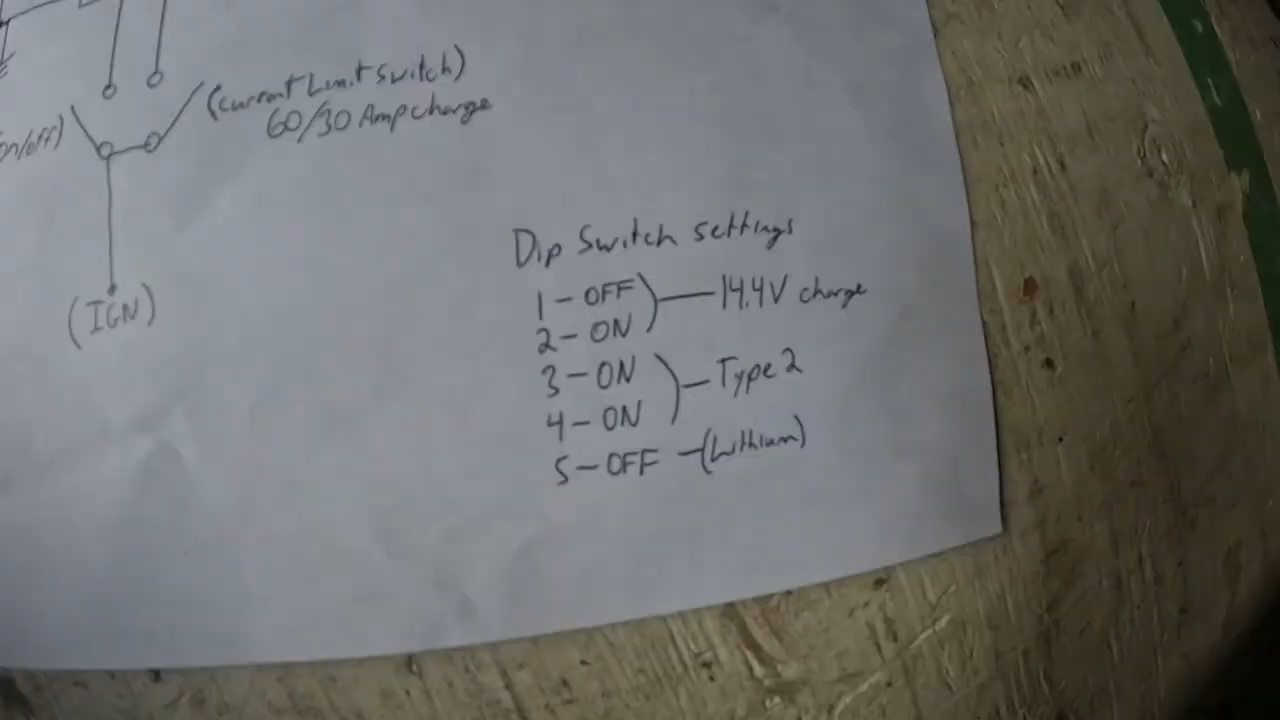 (Current Limit Switch)
60/30 Amp charge
on/off)
(IGN)
Dip Switch settings
1-OFF
2-ON
14.4V charge
3-ON
4-ON
Type 2
5-OFF -(Lithium)